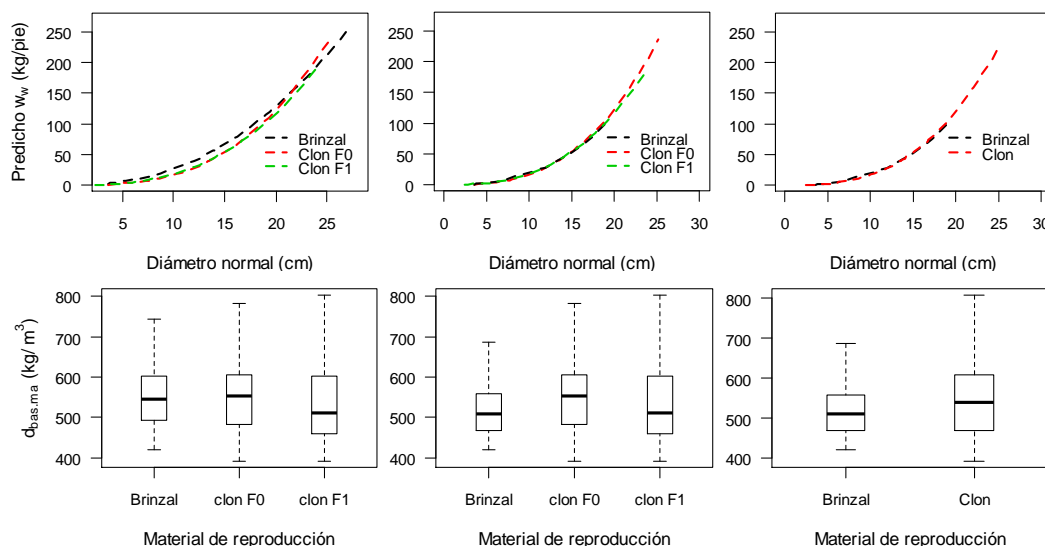 Predicho w_w (kg/pie)
250
200
150
100
50
0
Brinzal
Clon F0
Clon F1
5 10 15 20 25 30
Diámetro normal (cm)
250
200
150
100
50
0
Brinzal
Clon F0
Clon F1
0 5 10 15 20 25 30
Diámetro normal (cm)
250
200
150
100
50
0
Brinzal
Clon
0 5 10 15 20 25 30
Diámetro normal (cm)
d_bas.ma (kg/m³)
800
700
600
500
400
Brinzal clon F0 clon F1
Material de reproducción
800
700
600
500
400
Brinzal clon F0 clon F1
Material de reproducción
800
700
600
500
400
Brinzal Clon
Material de reproducción